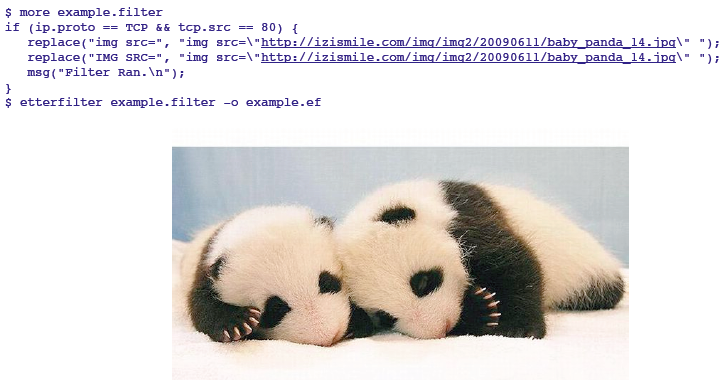 $ more example.filter
if (ip.proto == TCP && tcp.src == 80) {
   replace("img src=", "img src=\"http://izismile.com/img/img2/20090611/baby_panda_14.jpg\" ");
   replace("IMG SRC=", "img src=\"http://izismile.com/img/img2/20090611/baby_panda_14.jpg\" ");
   msg("Filter Ran.\n");
}
$ etterfilter example.filter -o example.ef